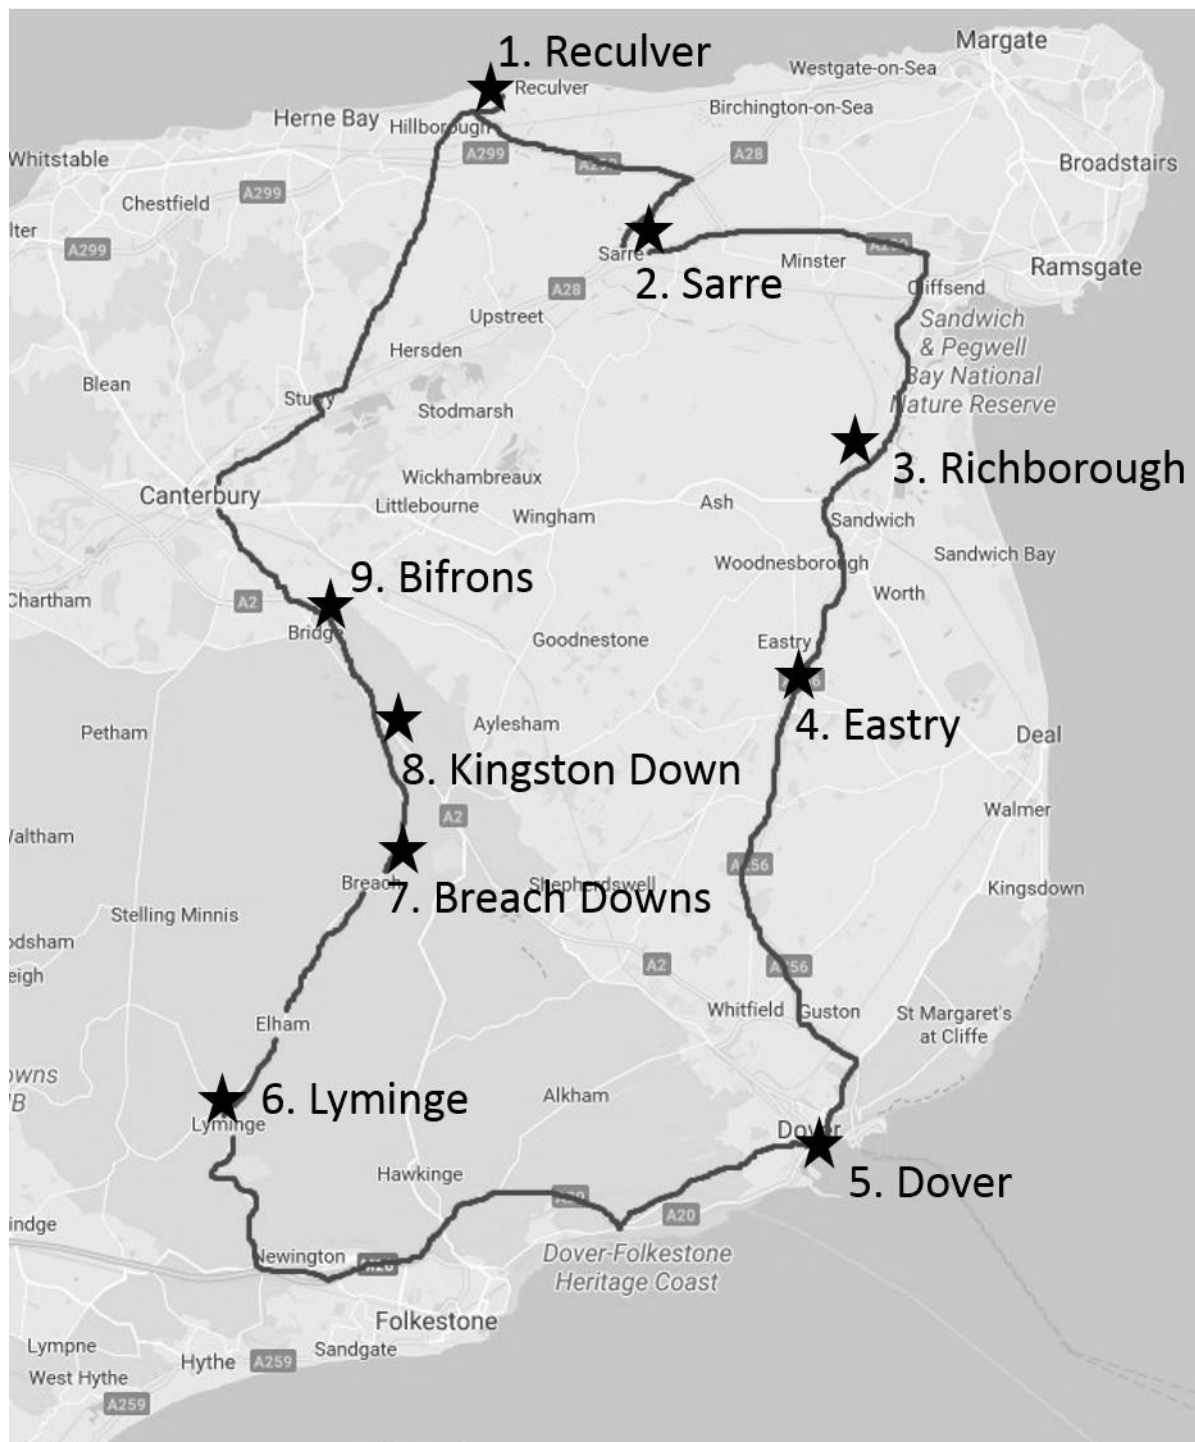 1. Reculver
Margate
Westgate-on-Sea
Reculver
Birchington-on-Sea
Herne Bay
Hillborough
A299
A28
Whitstable
Broadstairs
Chestfield
A299
A299
Sarre
Minster
Ramsgate
2. Sarre
A28
Cliffsend
Upstreet
Sandwich
& Pegwell
Bay National
Nature Reserve
Hersden
Blean
Sturry
Stodmarsh
3. Richborough
Wickhambreaux
Canterbury
Littlebourne
Wingham
Ash
Sandwich
Sandwich Bay
Woodnesborough
9. Bifrons
Chartham
A2
Worth
Bridge
Goodnestone
Eastry
4. Eastry
Petham
Aylesham
Deal
8. Kingston Down
A2
Walmer
altham
A256
Breach
Shepherdswell
Kingsdown
7. Breach Downs
Stelling Minnis
odsham
A2
A256
eigh
Whitfield
Guston
St Margaret's
at Cliffe
Elham
owns
B
6. Lyminge
Alkham
Lyminge
Dover
5. Dover
Hawkinge
A20
A20
indge
Newington
M20
Dover-Folkestone
Heritage Coast
Folkestone
Lympne
Hythe
A259
Sandgate
West Hythe
A259